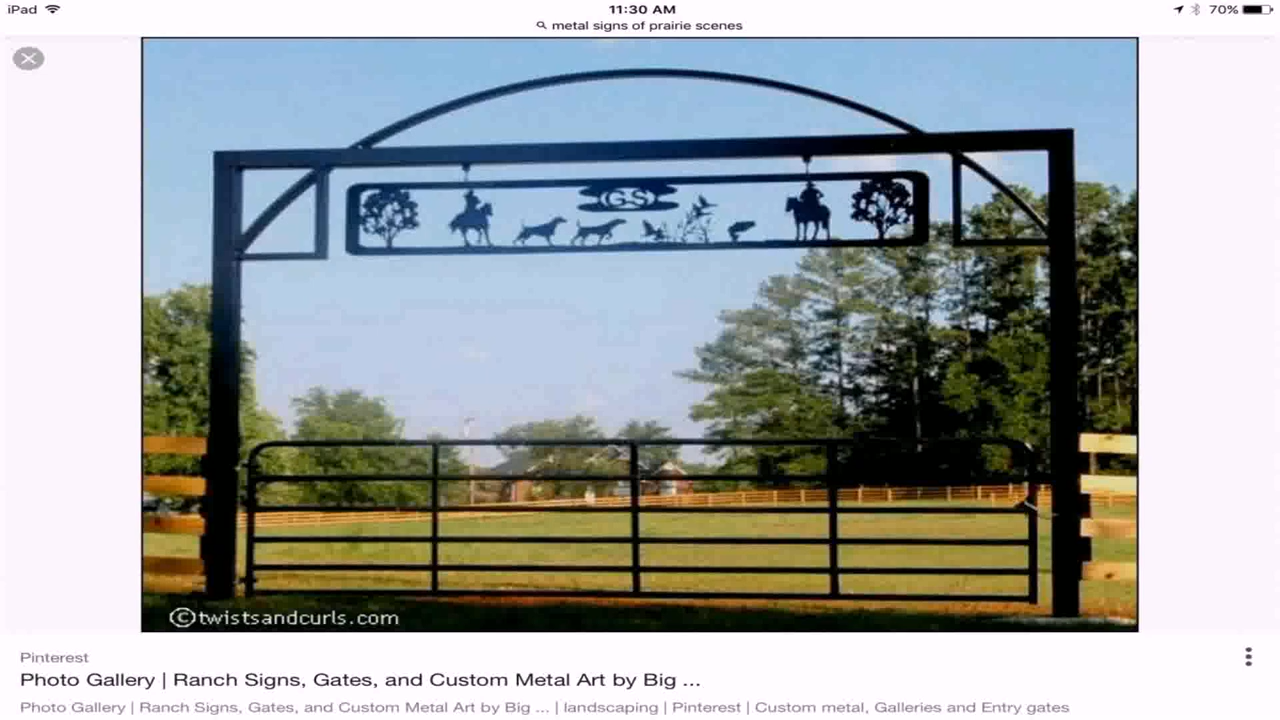 iPad 11:30 AM 70%
metal signs of prairie scenes
GS
©twistsandcurls.com
Pinterest
Photo Gallery | Ranch Signs, Gates, and Custom Metal Art by Big ...
Photo Gallery | Ranch Signs, Gates, and Custom Metal Art by Big ... | landscaping | Pinterest | Custom metal, Galleries and Entry gates